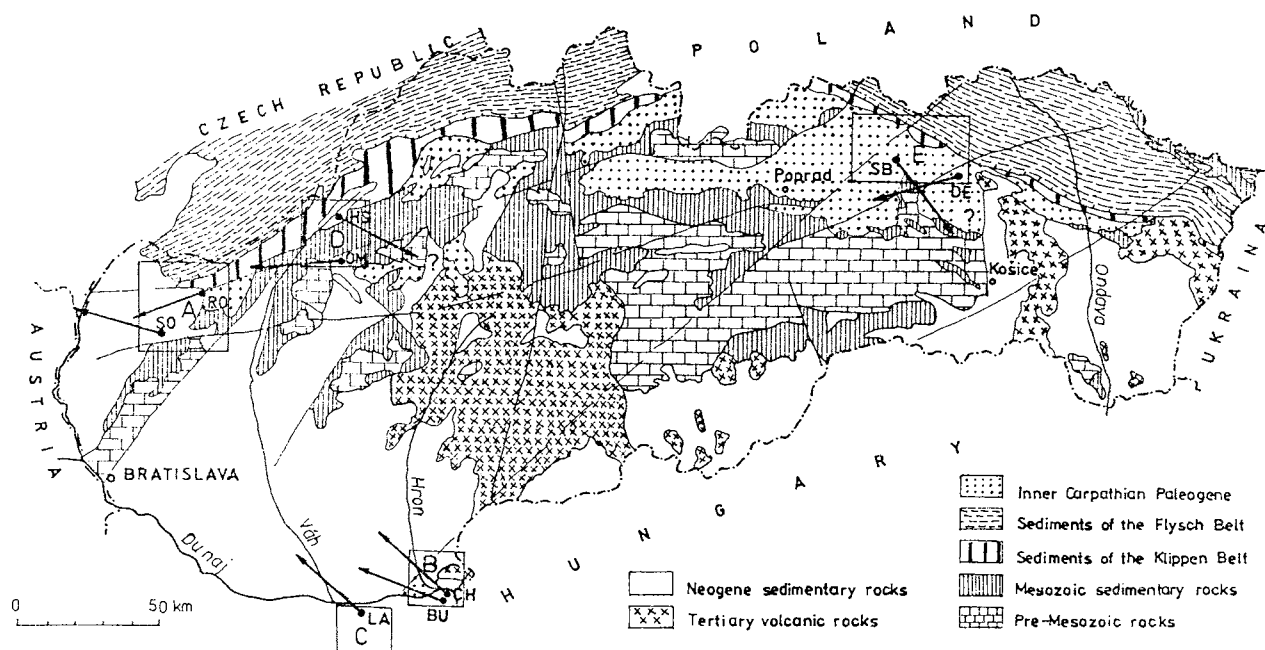 P O L A N D
CZECH REPUBLIC
E
SB
DE
?
Poprad
HS
D
?
Košice
Ondava
UKRAINA
A
RO
SO
AUSTRIA
BRATISLAVA
Hron
Váh
Dunaj
HUNGARY
B
CH
BU
LA
C
0 50 km
Neogene sedimentary rocks
Tertiary volcanic rocks
Inner Carpathian Paleogene
Sediments of the Flysch Belt
Sediments of the Klippen Belt
Mesozoic sedimentary rocks
Pre-Mesozoic rocks